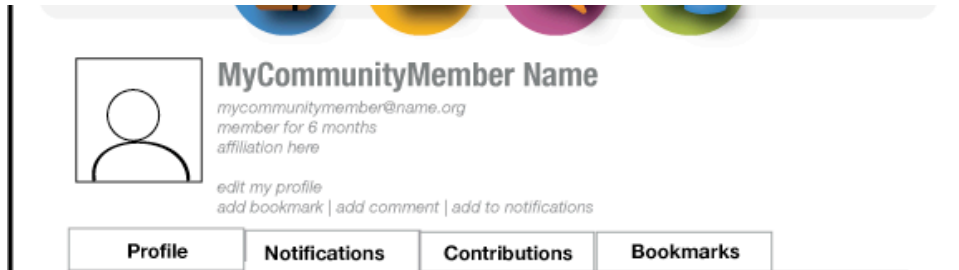 MyCommunityMember Name
mycommunitymember@name.org
member for 6 months
affiliation here
edit my profile
add bookmark | add comment | add to notifications
Profile Notifications Contributions Bookmarks